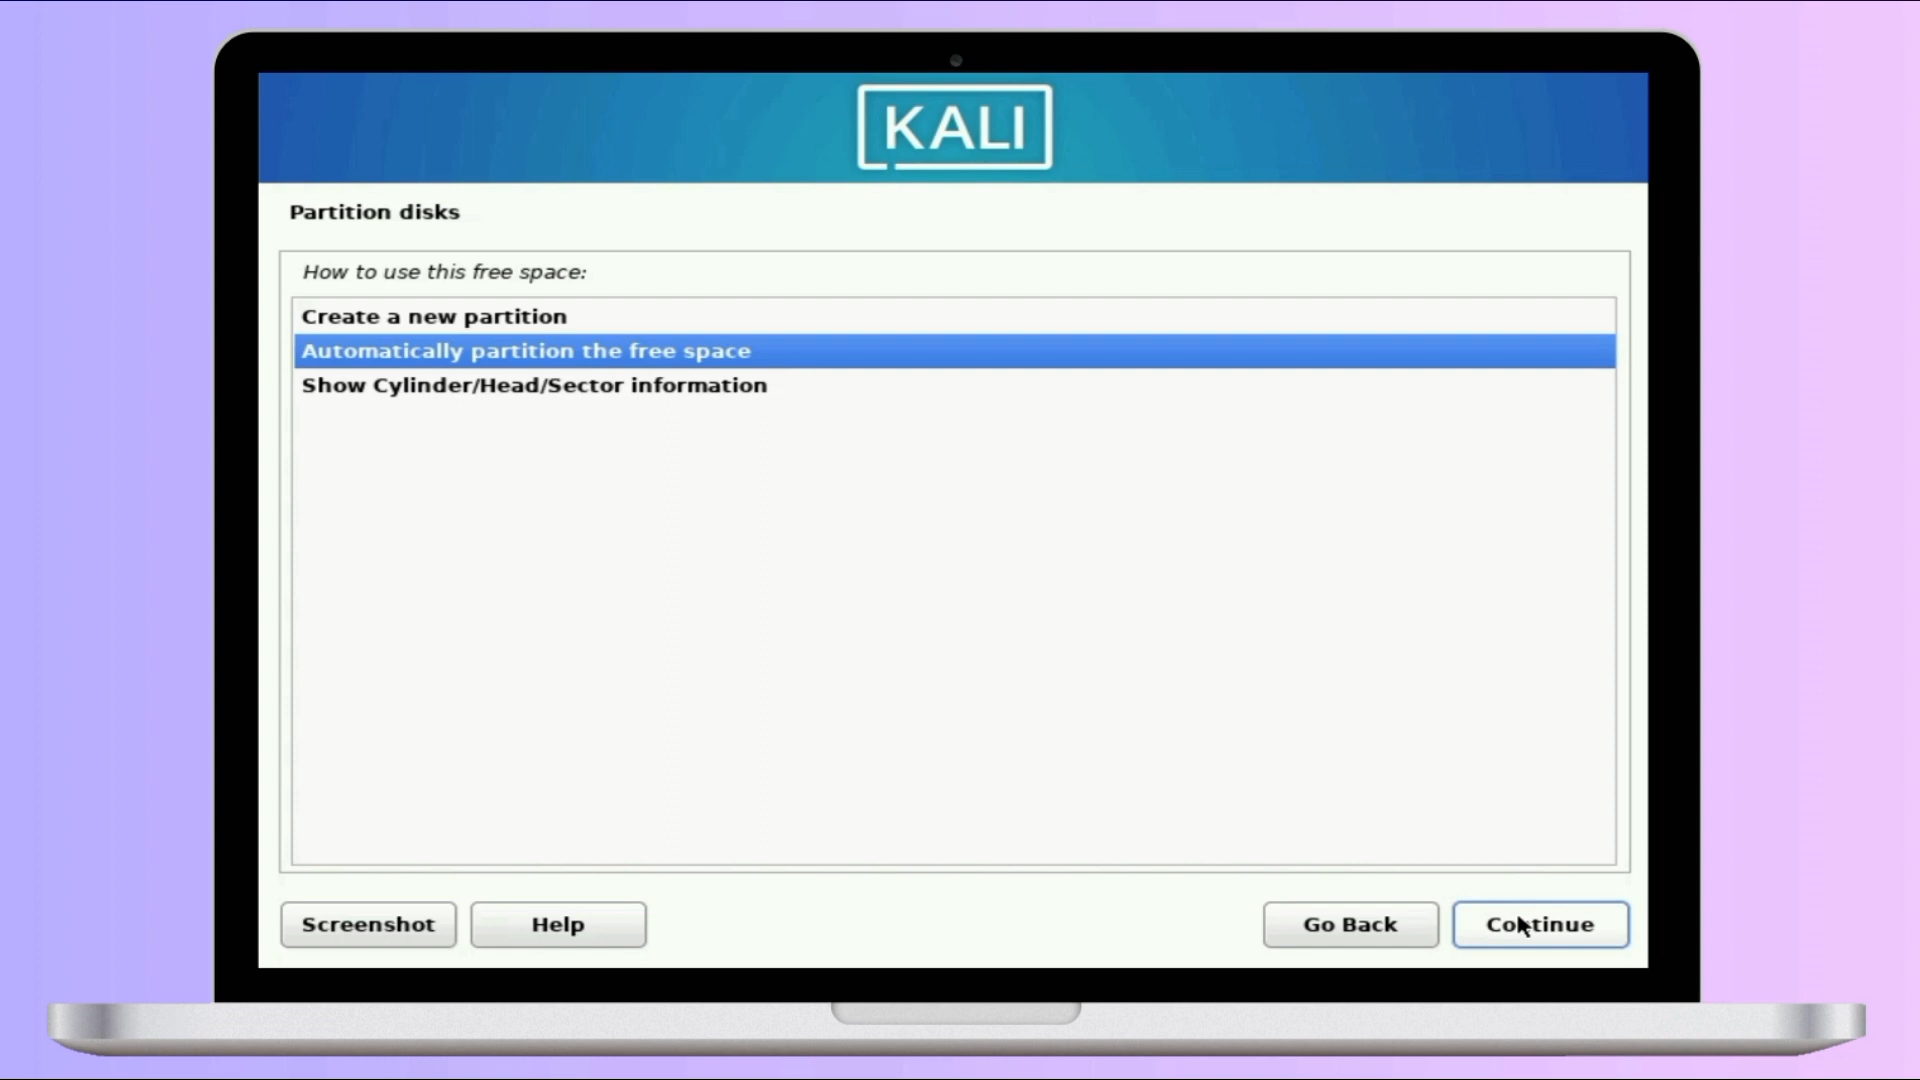 KALI
Partition disks
How to use this free space:
Create a new partition
Automatically partition the free space
Show Cylinder/Head/Sector information
Screenshot
Help
Go Back
Continue